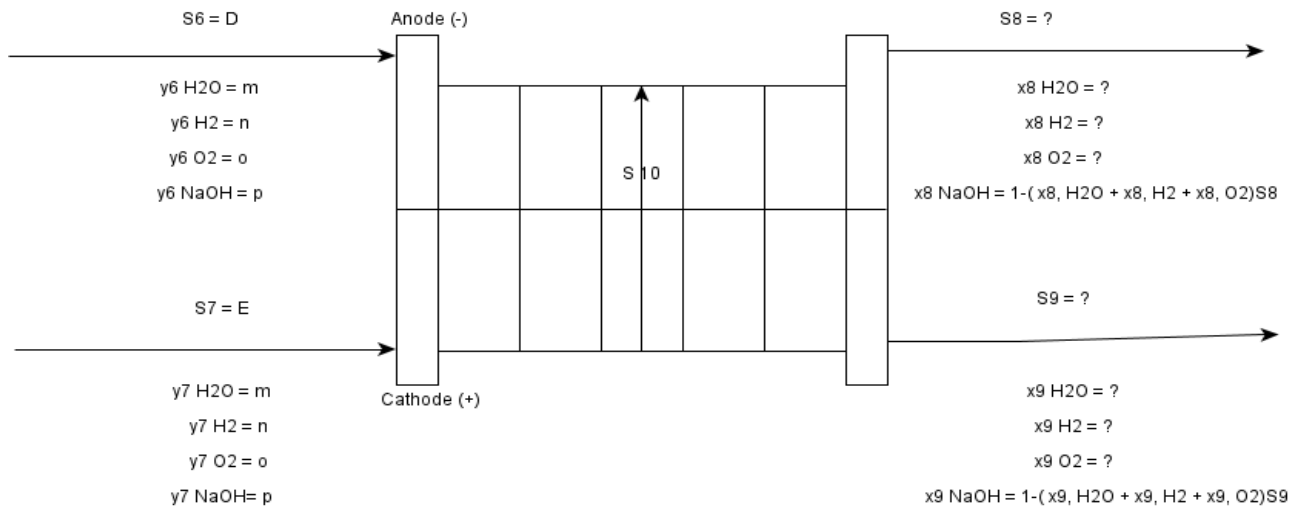 S6 = D
Anode (-)
S8 = ?
y6 H2O = m
y6 H2 = n
y6 O2 = o
y6 NaOH = p
S 10
x8 H2O = ?
x8 H2 = ?
x8 O2 = ?
x8 NaOH = 1-( x8, H2O + x8, H2 + x8, O2)S8
S7 = E
Cathode (+)
S9 = ?
y7 H2O = m
y7 H2 = n
y7 O2 = o
y7 NaOH= p
x9 H2O = ?
x9 H2 = ?
x9 O2 = ?
x9 NaOH = 1-( x9, H2O + x9, H2 + x9, O2)S9